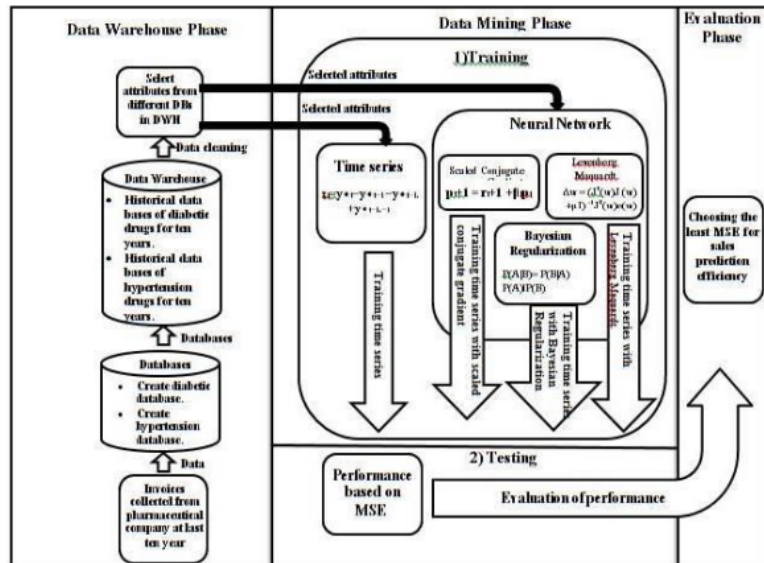 Data Warehouse Phase
Select
attributes from
different DBs
in DWH
Data cleaning
Data Warehouse
• Historical data
bases of diabetic
drugs for ten
years.
• Historical data
bases of
hypertension
drugs for ten
years.
Databases
Databases
• Create diabetic
database.
• Create
hypertension
database.
Data
Invoices
collected from
pharmaceutical
company at last
ten year
Data Mining Phase
1)Training
Selected attributes
Selected attributes
Time series
Training time series
Neural Network
Scaled Conjugate
Training time series with scaled
conjugate gradient
Bayesian
Regularization
P(A|B)= P(B|A)
P(A)P(B)
Training time series
with Bayesian
Regularization
Levenberg
Maquardt
Training time series with
Levenberg Maquardt
2) Testing
Performance
based on
MSE
Evaluation of performance
Evaluation
Phase
Choosing the
least MSE for
sales
prediction
efficiency